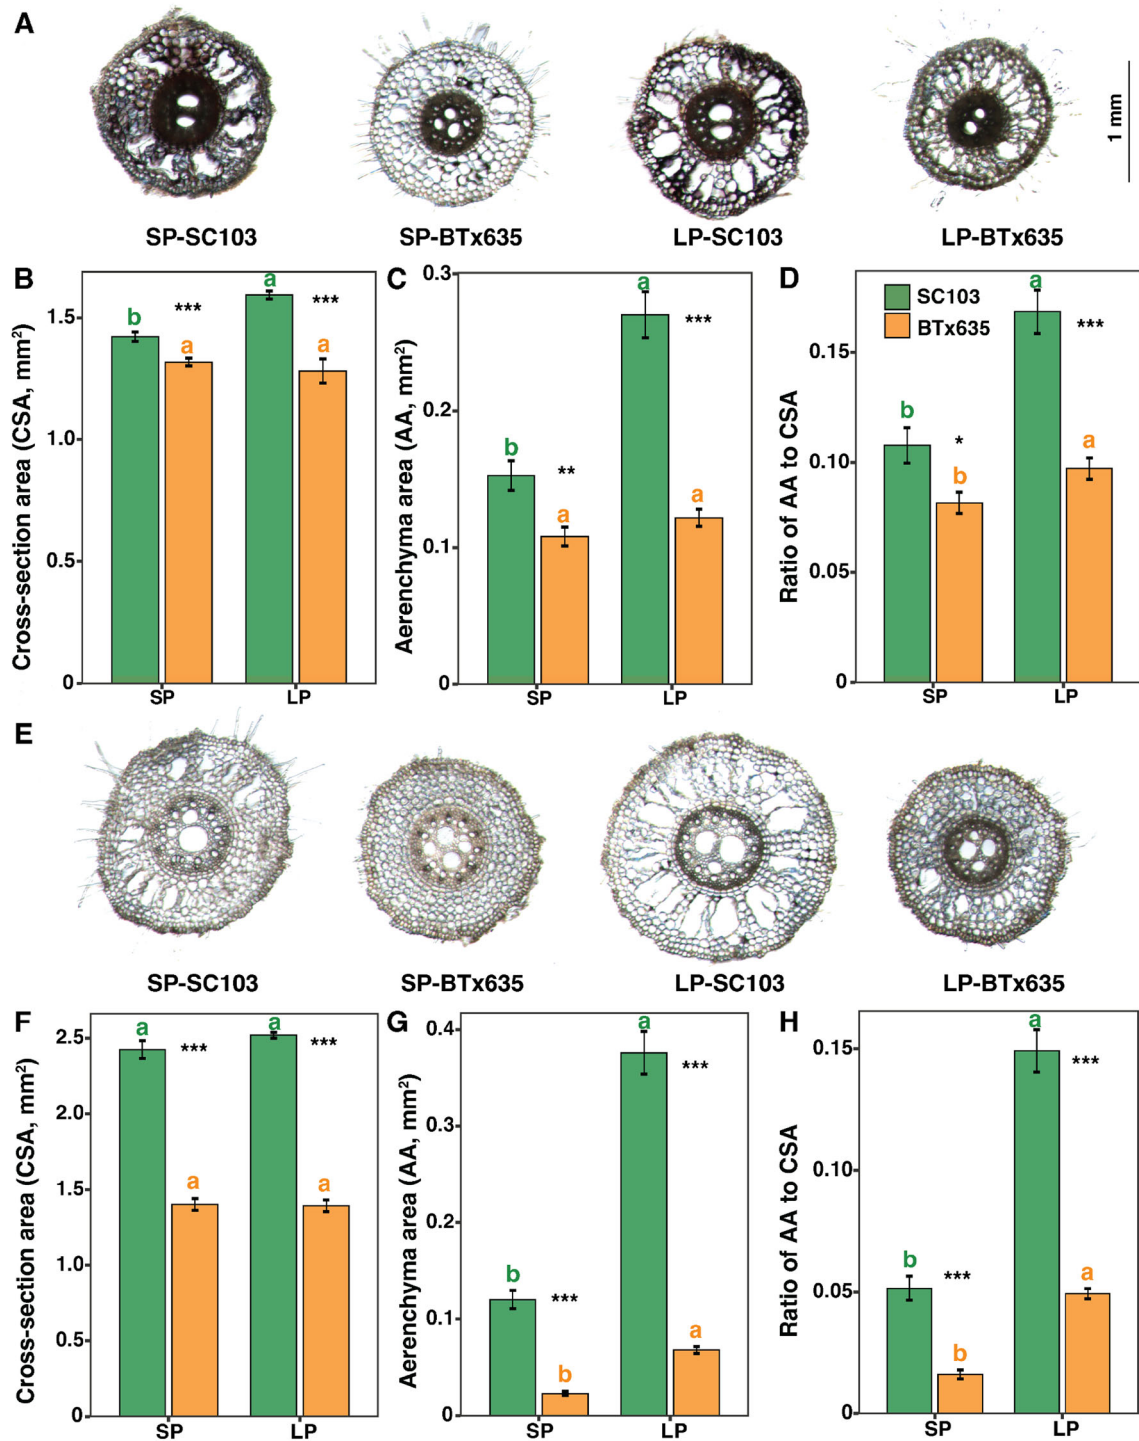 A
1 mm
SP-SC103 SP-BTx635 LP-SC103 LP-BTx635
B
Cross-section area (CSA, mm²)
1.5
1.0
0.5
0
b
***
a
a
***
a
SP LP
C
Aerenchyma area (AA, mm²)
0.3
0.2
0.1
0
b
**
a
a
***
a
SP LP
D
Ratio of AA to CSA
SC103
BTx635
0.15
0.10
0.05
0
b
*
b
a
***
a
SP LP
E
SP-SC103 SP-BTx635 LP-SC103 LP-BTx635
F
Cross-section area (CSA, mm²)
2.5
2.0
1.5
1.0
0.5
0
a
***
a
a
***
a
SP LP
G
Aerenchyma area (AA, mm²)
0.4
0.3
0.2
0.1
0
b
***
b
a
***
a
SP LP
H
Ratio of AA to CSA
0.15
0.10
0.05
0
b
***
b
a
***
a
SP LP